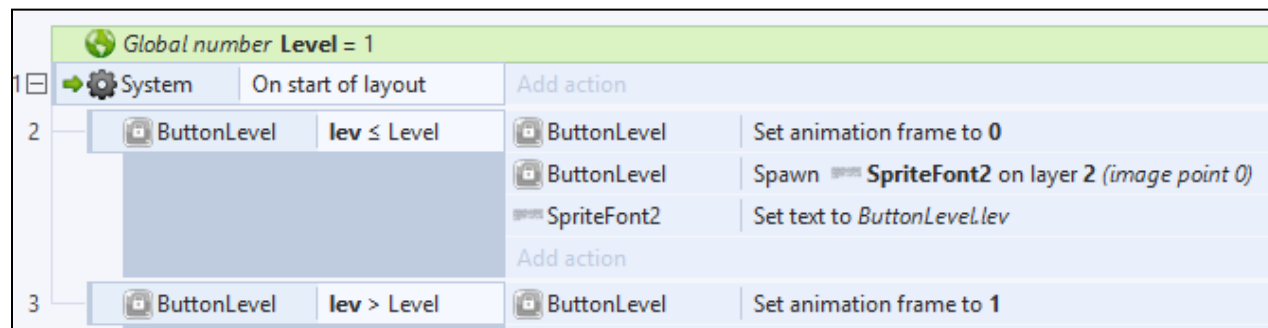 Global number Level = 1
1 System On start of layout Add action
2 ButtonLevel lev ≤ Level ButtonLevel Set animation frame to 0
ButtonLevel Spawn SpriteFont2 on layer 2 (image point 0)
SpriteFont2 Set text to ButtonLevel.lev
Add action
3 ButtonLevel lev > Level ButtonLevel Set animation frame to 1